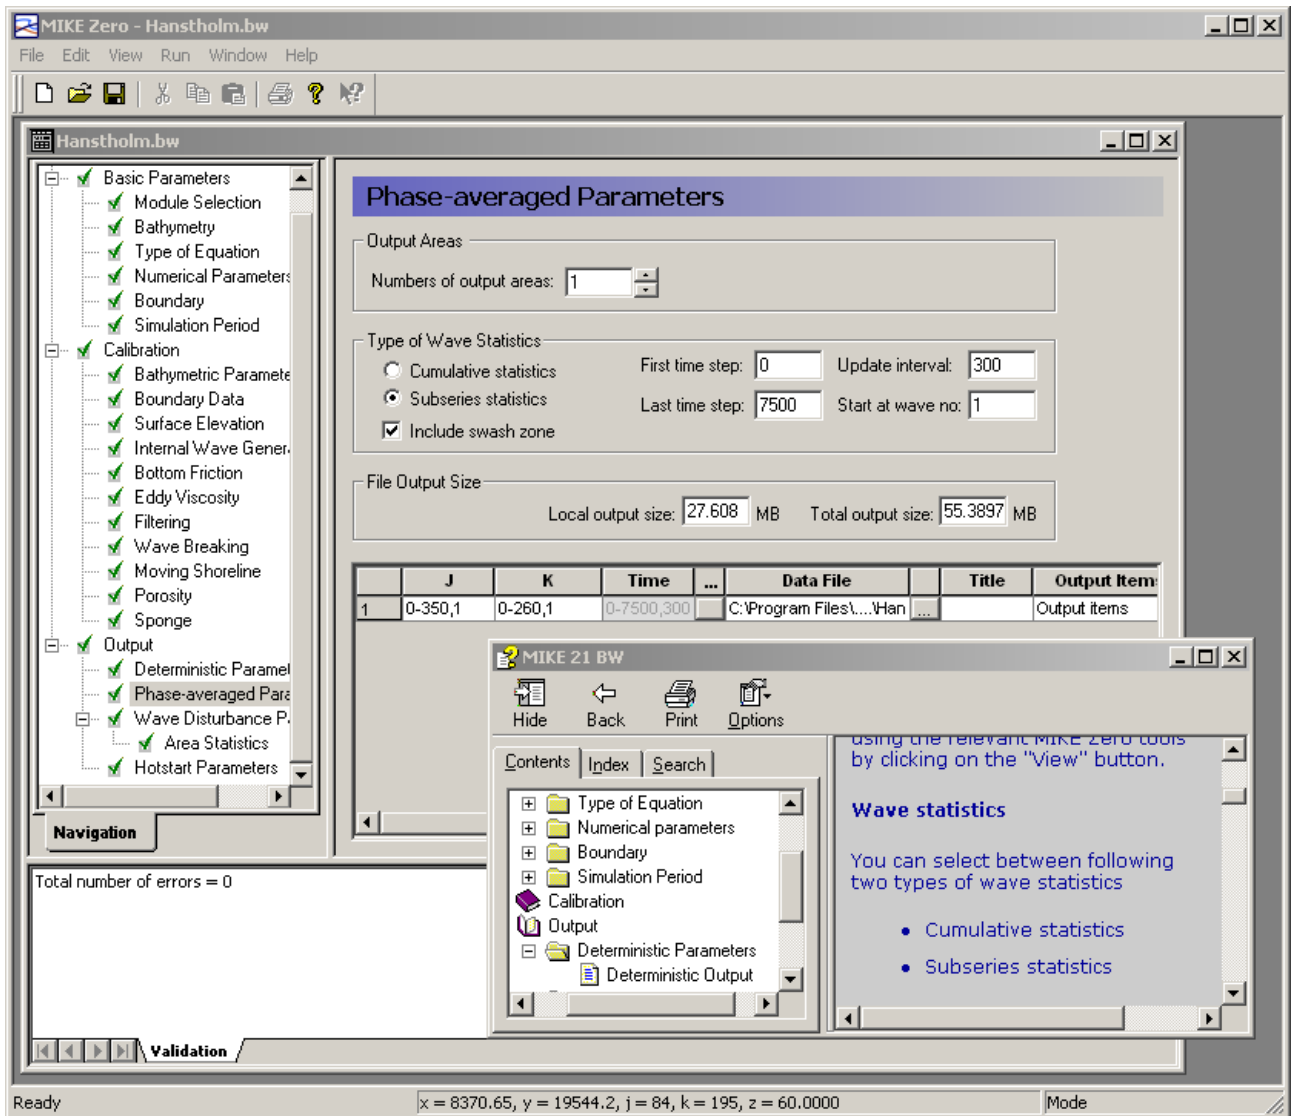 MIKE Zero - Hanstholm.bw
File Edit View Run Window Help
Hanstholm.bw
Basic Parameters
Module Selection
Bathymetry
Type of Equation
Numerical Parameters
Boundary
Simulation Period
Calibration
Bathymetric Paramete
Boundary Data
Surface Elevation
Internal Wave Gener
Bottom Friction
Eddy Viscosity
Filtering
Wave Breaking
Moving Shoreline
Porosity
Sponge
Output
Deterministic Paramet
Phase-averaged Para
Wave Disturbance P
Area Statistics
Hotstart Parameters
Navigation
Phase-averaged Parameters
Output Areas
Numbers of output areas: 1
Type of Wave Statistics
Cumulative statistics
Subseries statistics
Include swash zone
First time step: 0 Update interval: 300
Last time step: 7500 Start at wave no: 1
File Output Size
Local output size: 27.608 MB Total output size: 55.3897 MB
J K Time ... Data File Title Output Item
1 0-350,1 0-260,1 0-7500,300 C:\Program Files\....\Han ... Output items
MIKE 21 BW
Hide Back Print Options
Contents Index Search
Type of Equation
Numerical parameters
Boundary
Simulation Period
Calibration
Output
Deterministic Parameters
Deterministic Output
using the relevant MIKE Zero tools
by clicking on the "View" button.
Wave statistics
You can select between following
two types of wave statistics
• Cumulative statistics
• Subseries statistics
Total number of errors = 0
Validation
Ready x = 8370.65, y = 19544.2, j = 84, k = 195, z = 60.0000 Mode